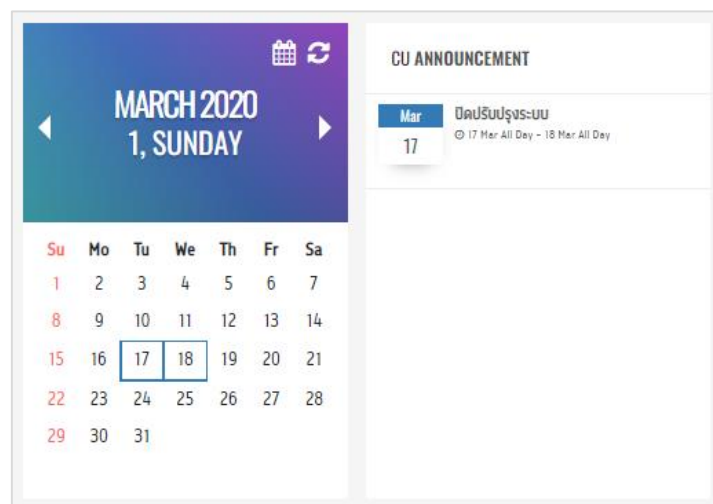 MARCH 2020
1, SUNDAY
Su Mo Tu We Th Fr Sa
1 2 3 4 5 6 7
8 9 10 11 12 13 14
15 16 17 18 19 20 21
22 23 24 25 26 27 28
29 30 31
CU ANNOUNCEMENT
Mar
17
ปิดปรับปรุงระบบ
17 Mar All Day - 18 Mar All Day